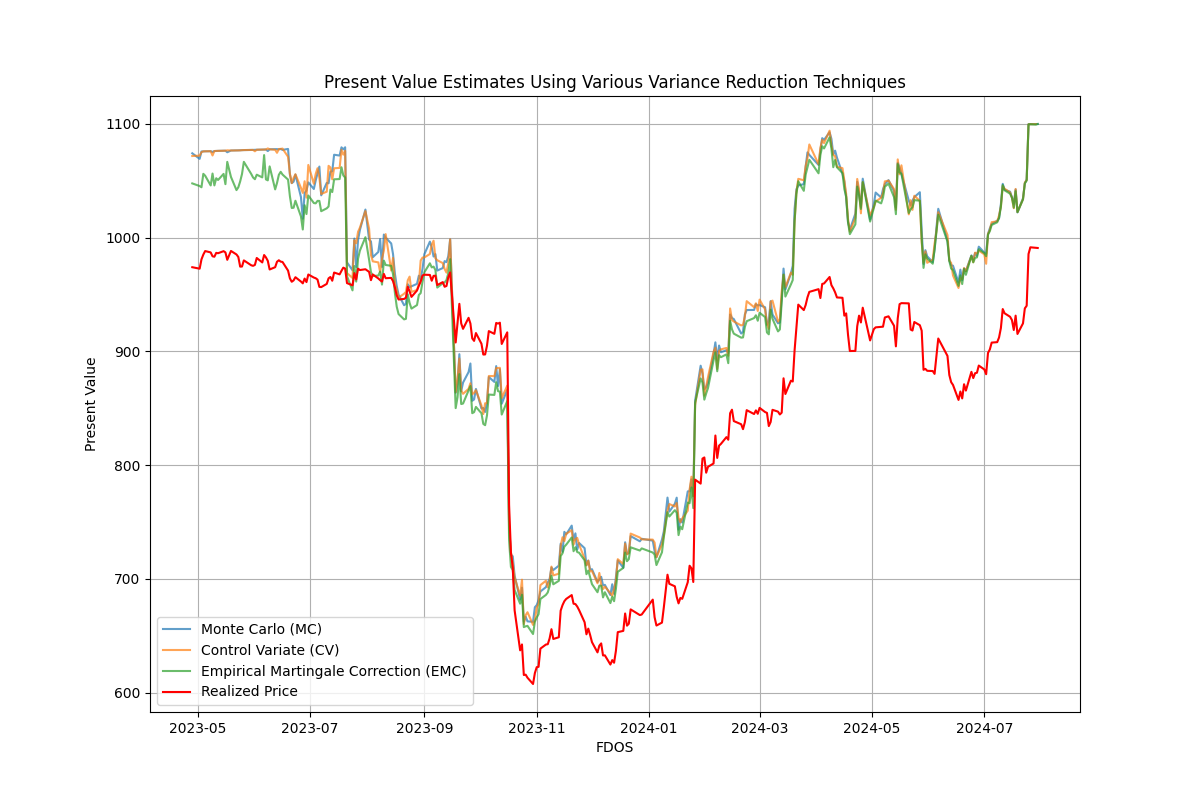 Present Value Estimates Using Various Variance Reduction Techniques
1100
1000
900
800
700
600
Present Value
Monte Carlo (MC)
Control Variate (CV)
Empirical Martingale Correction (EMC)
Realized Price
2023-05 2023-07 2023-09 2023-11 2024-01 2024-03 2024-05 2024-07
FDOS